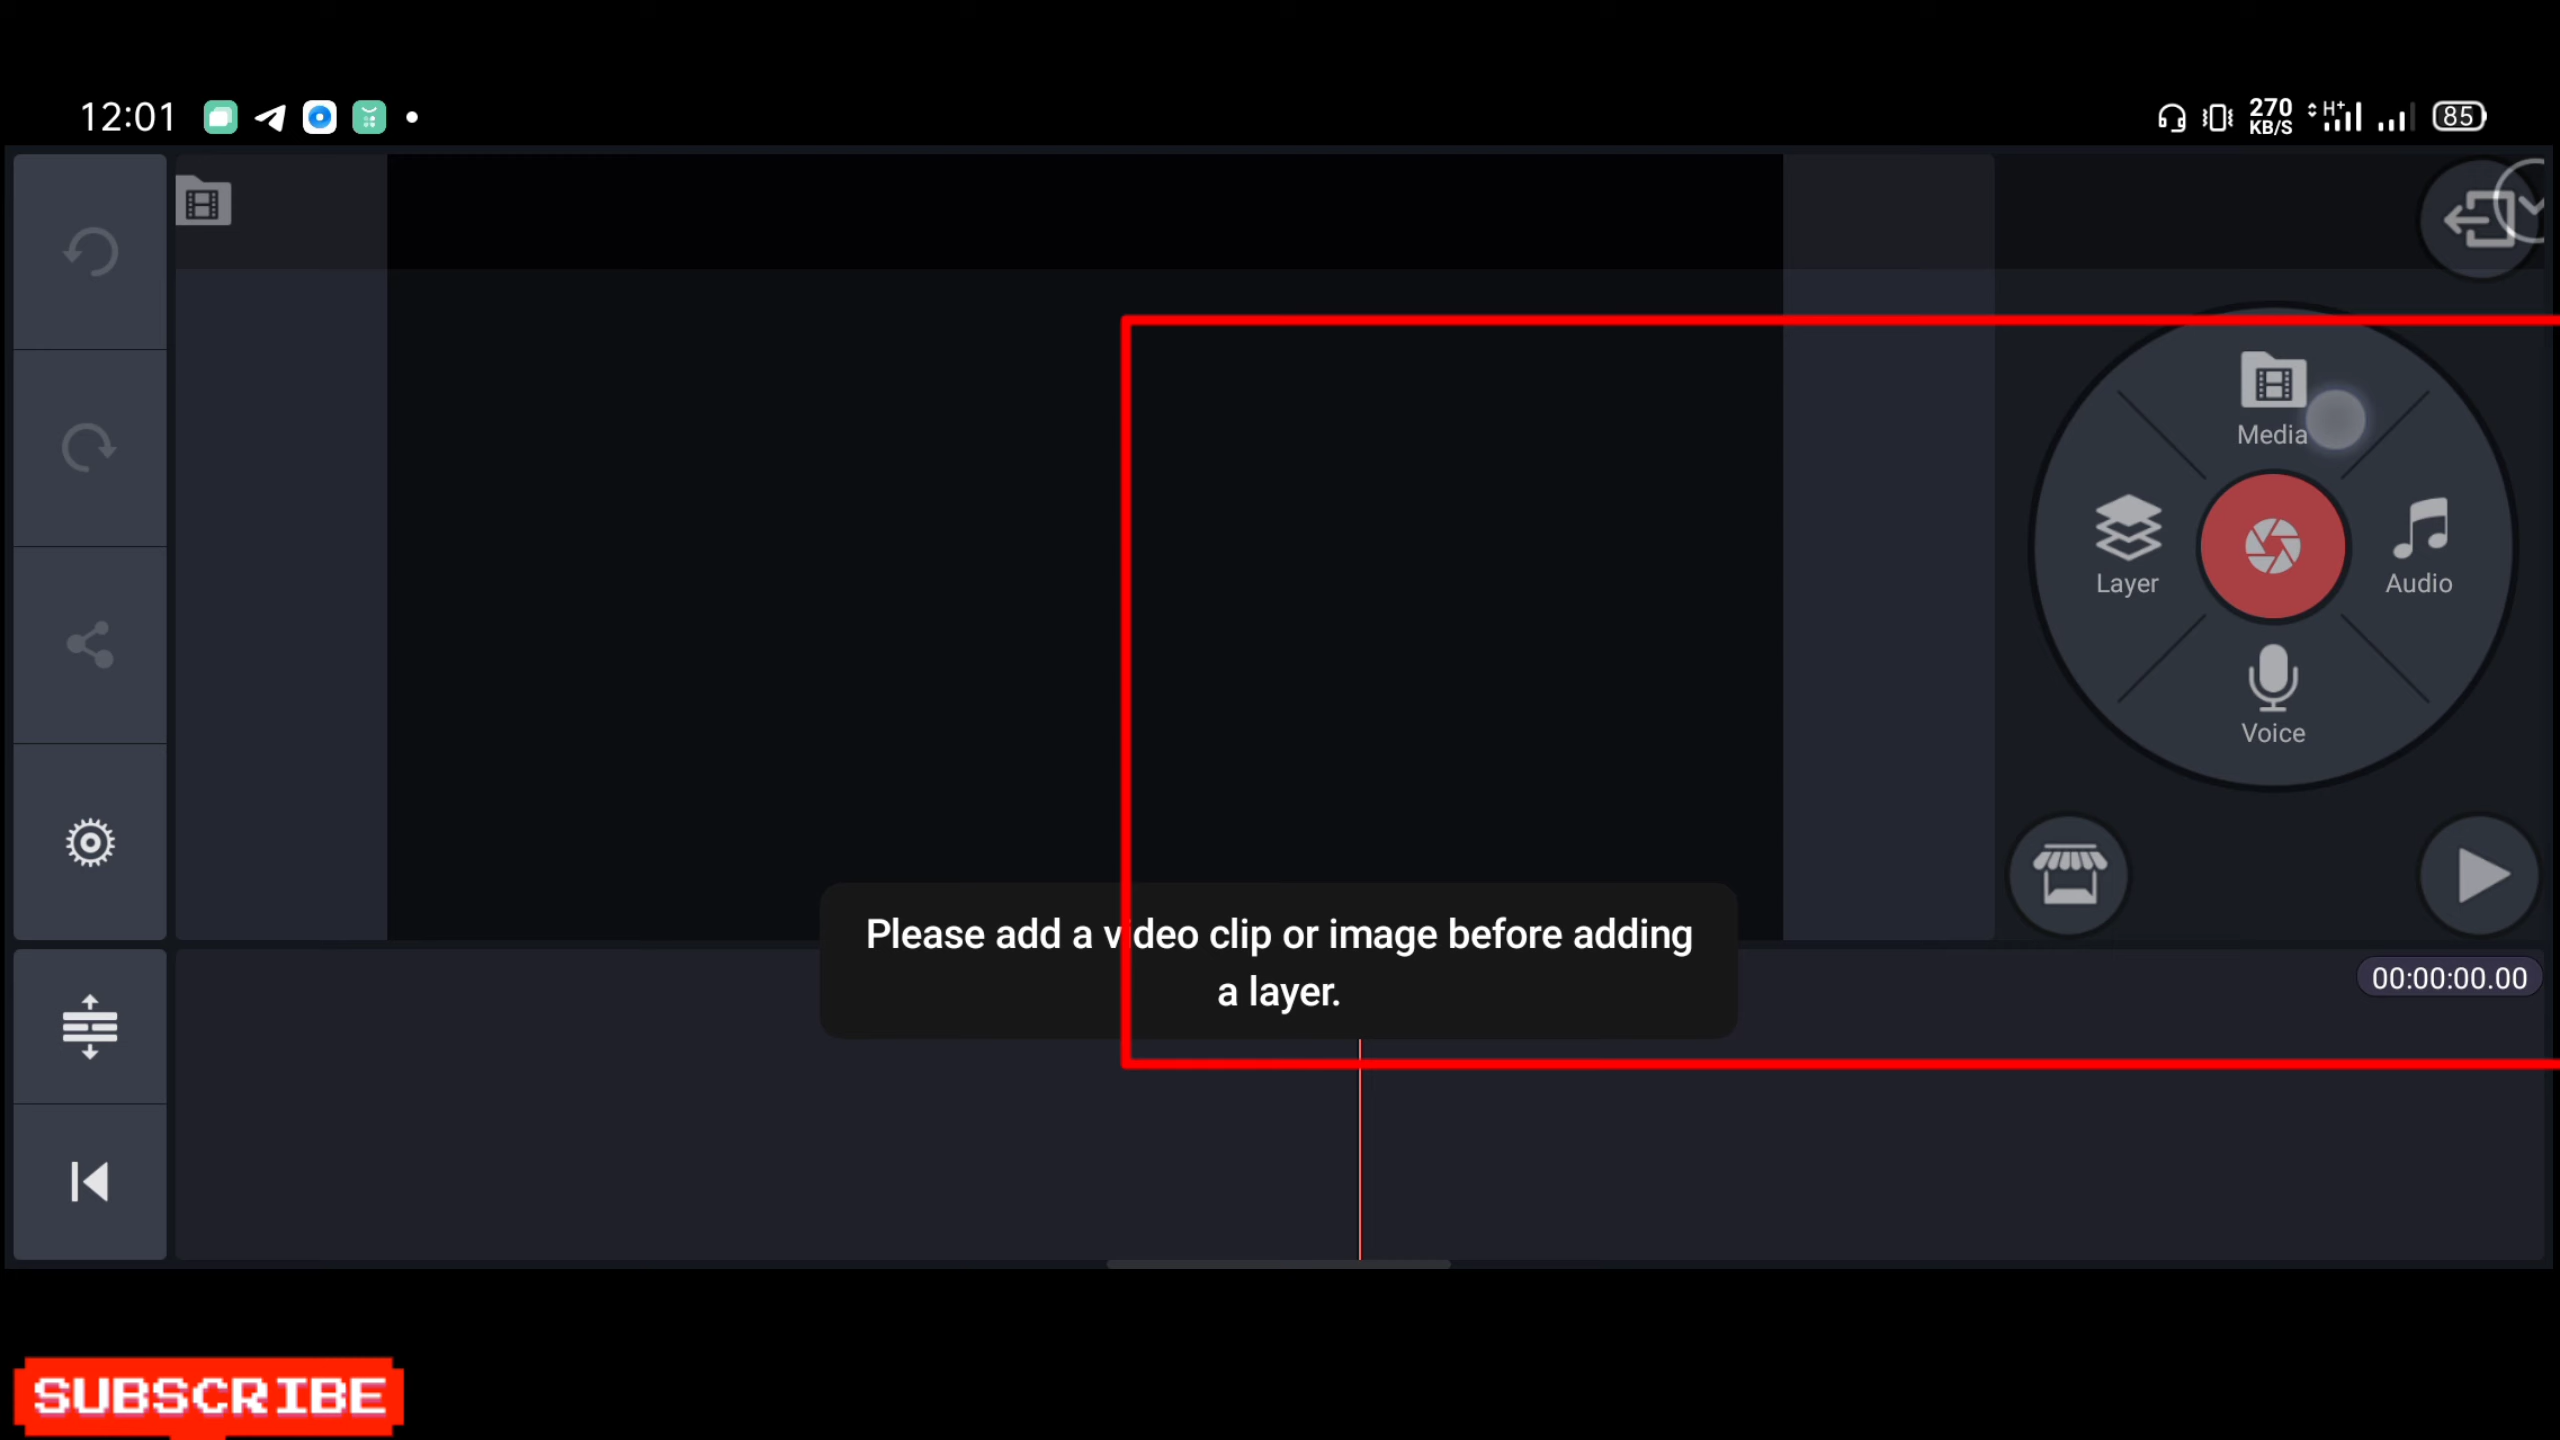 12:01
270
KB/S
H+
85
Media
Layer
Audio
Voice
Please add a video clip or image before adding
a layer.
00:00:00.00
SUBSCRIBE